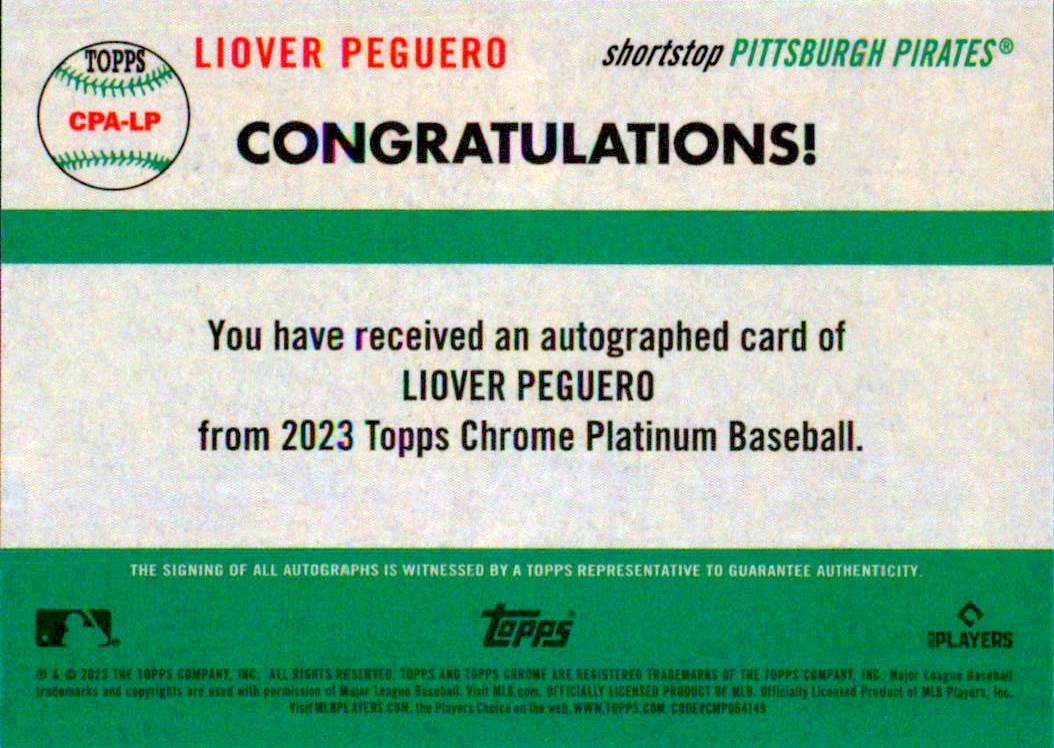 TOPPS
CPA-LP
LIOVER PEGUERO
shortstop PITTSBURGH PIRATES®
CONGRATULATIONS!
You have received an autographed card of
LIOVER PEGUERO
from 2023 Topps Chrome Platinum Baseball.
THE SIGNING OF ALL AUTOGRAPHS IS WITNESSED BY A TOPPS REPRESENTATIVE TO GUARANTEE AUTHENTICITY.
topps
PLAYERS
® & © 2023 THE TOPPS COMPANY, INC. ALL RIGHTS RESERVED. TOPPS AND TOPPS CHROME ARE REGISTERED TRADEMARKS OF THE TOPPS COMPANY, INC. Major League Baseball
trademarks and copyrights are used with permission of Major League Baseball. Visit MLB.com. OFFICIALLY LICENSED PRODUCT OF MLB. Officially Licensed Product of MLB Players, Inc.
Visit MLBPLAYERS.COM, the Players Choice on the web. WWW.TOPPS.COM CODE#CMP084149